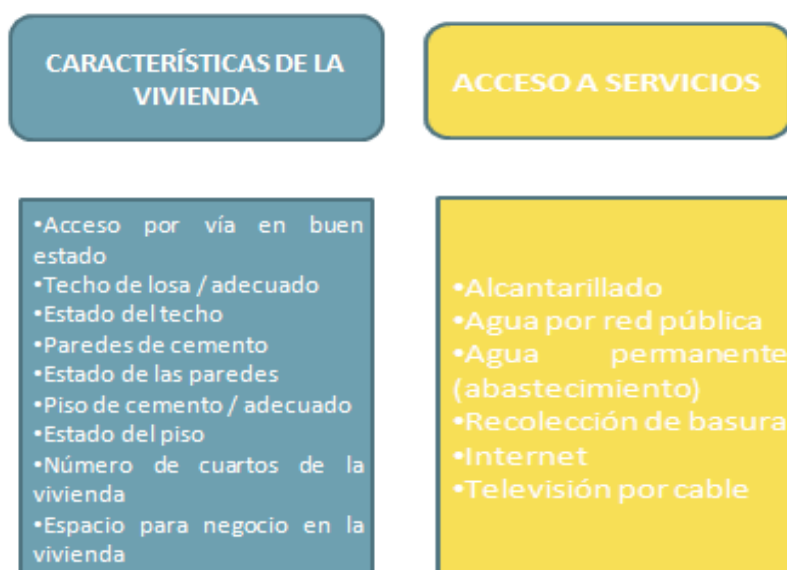 CARACTERÍSTICAS DE LA
VIVIENDA
•Acceso por vía en buen
estado
•Techo de losa / adecuado
•Estado del techo
•Paredes de cemento
•Estado de las paredes
•Piso de cemento / adecuado
•Estado del piso
•Número de cuartos de la
vivienda
•Espacio para negocio en la
vivienda
ACCESO A SERVICIOS
•Alcantarillado
•Agua por red pública
•Agua permanente
(abastecimiento)
•Recolección de basura
•Internet
•Televisión por cable